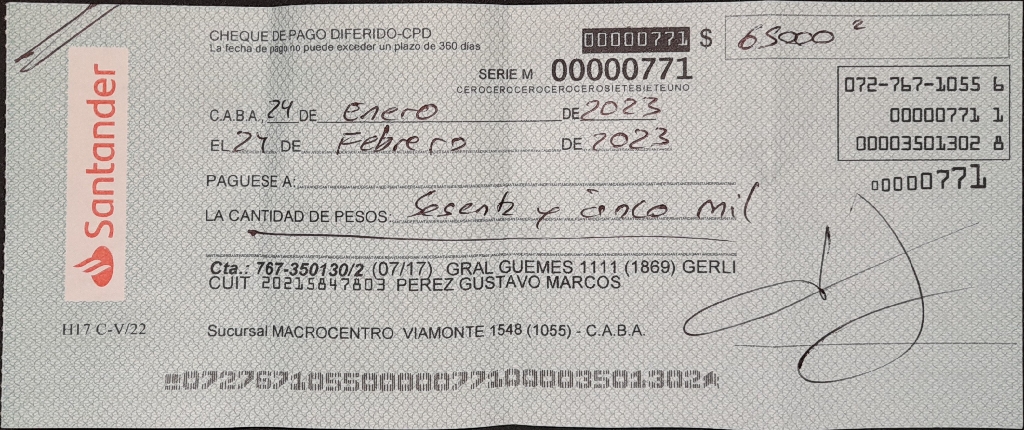 CHEQUE DE PAGO DIFERIDO-CPD
La fecha de pago no puede exceder un plazo de 360 días
00000771 $ 65000
SERIE M 00000771
CEROCEROCEROCEROCEROSIETESIETEUNO
072-767-1055 6
00000771 1
00003501302 8
00000771
Santander
C.A.B.A, 24 DE Enero DE 2023
EL 24 DE Febrero DE 2023
PAGUESE A:
LA CANTIDAD DE PESOS: Sesenta y cinco mil
Cta.: 767-350130/2 (07/17) GRAL GUEMES 1111 (1869) GERLI
CUIT 20215847803 PEREZ GUSTAVO MARCOS
H17 C-V/22
Sucursal MACROCENTRO VIAMONTE 1548 (1055) - C.A.B.A.